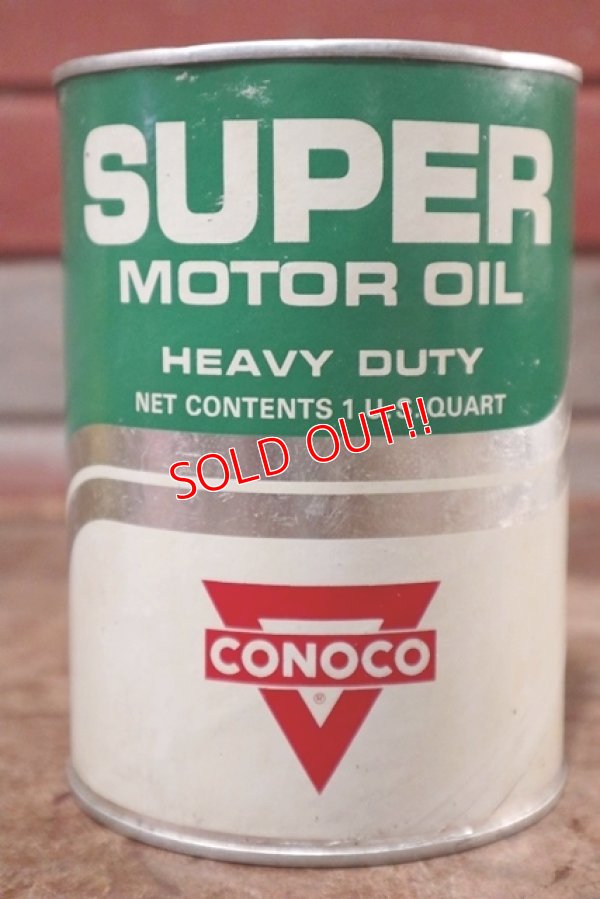 SUPER
MOTOR OIL
HEAVY DUTY
NET CONTENTS 1 U.S. QUART
SOLD OUT!!
CONOCO
®